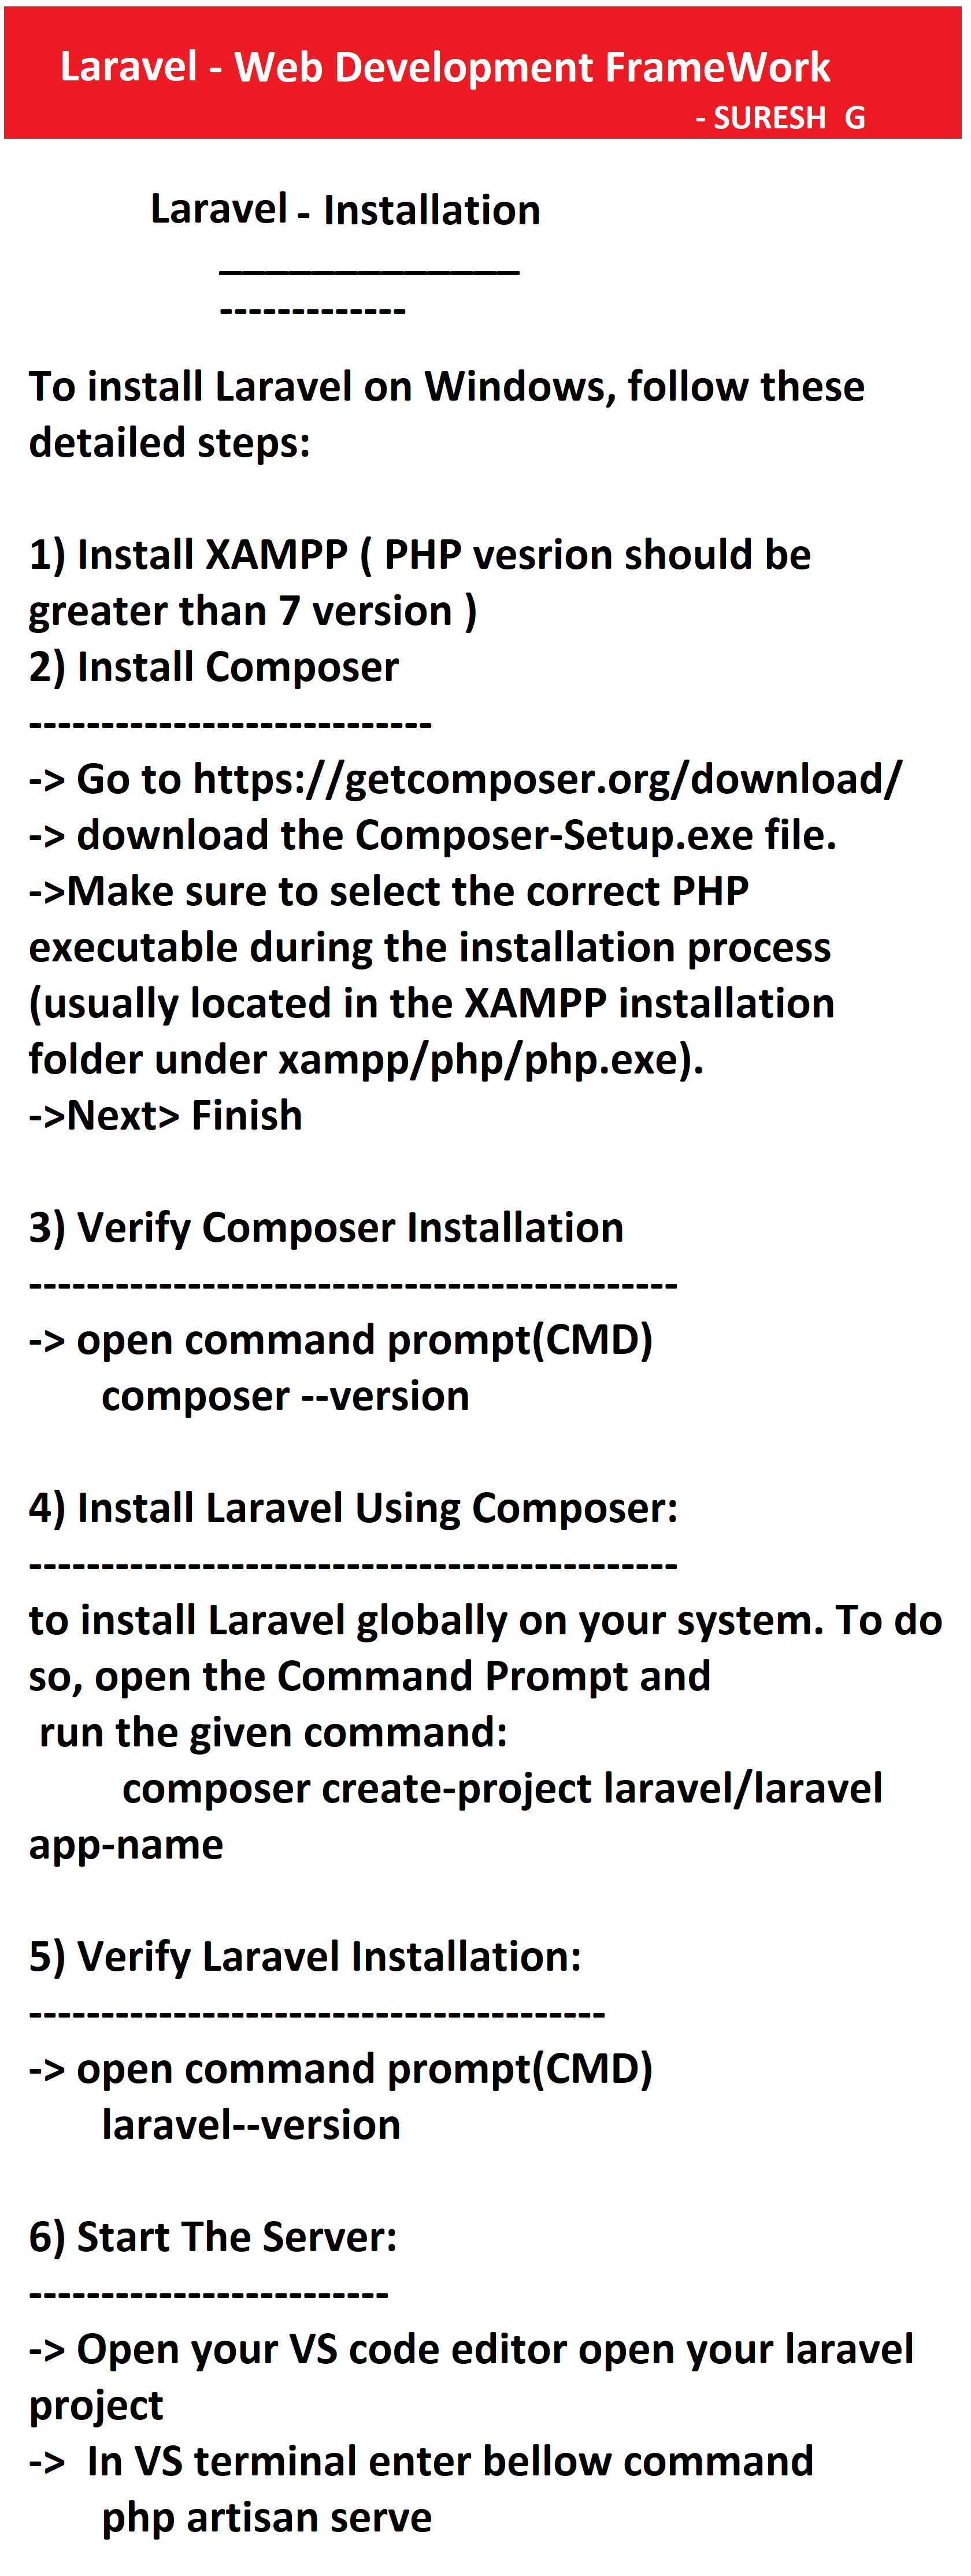 Laravel - Web Development FrameWork
- SURESH  G
Laravel - Installation
_______________
-------------
To install Laravel on Windows, follow these
detailed steps:
1) Install XAMPP ( PHP vesrion should be
greater than 7 version )
2) Install Composer
----------------------------
-> Go to https://getcomposer.org/download/
-> download the Composer-Setup.exe file.
->Make sure to select the correct PHP
executable during the installation process
(usually located in the XAMPP installation
folder under xampp/php/php.exe).
->Next> Finish
3) Verify Composer Installation
---------------------------------------------
-> open command prompt(CMD)
composer --version
4) Install Laravel Using Composer:
---------------------------------------------
to install Laravel globally on your system. To do
so, open the Command Prompt and
run the given command:
composer create-project laravel/laravel
app-name
5) Verify Laravel Installation:
----------------------------------------
-> open command prompt(CMD)
laravel--version
6) Start The Server:
-------------------------
-> Open your VS code editor open your laravel
project
->  In VS terminal enter bellow command
php artisan serve